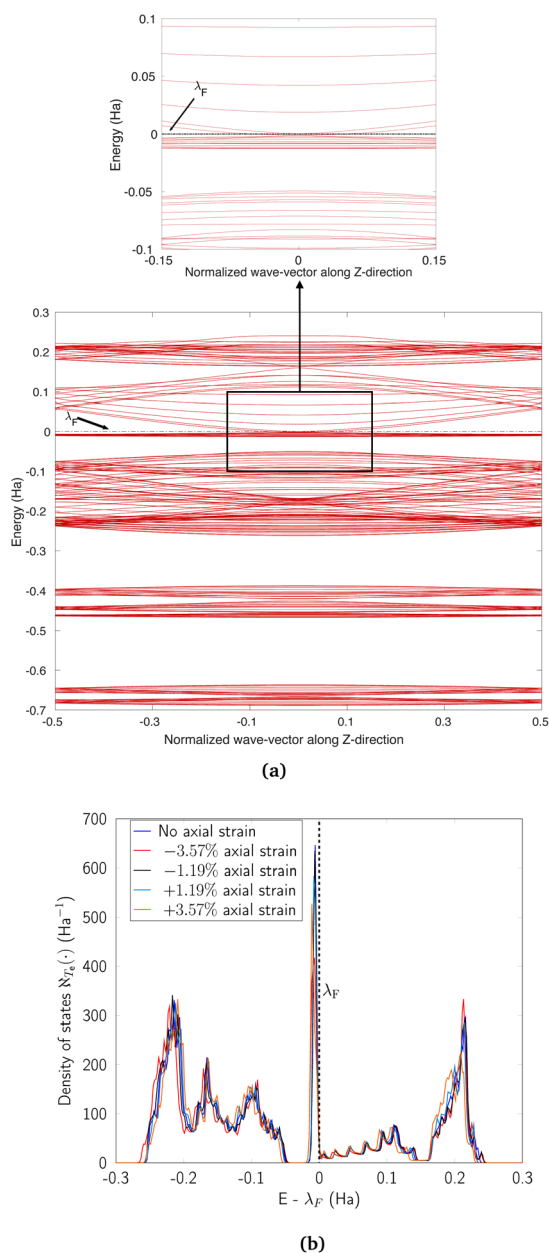 0.1
0.05
0
-0.05
-0.1
Energy (Ha)
λF
-0.15 0 0.15
Normalized wave-vector along Z-direction
0.3
0.2
0.1
0
-0.1
-0.2
-0.3
-0.4
-0.5
-0.6
-0.7
Energy (Ha)
λF
-0.5 -0.3 -0.1 0.1 0.3 0.5
Normalized wave-vector along Z-direction
(a)
700
600
500
400
300
200
100
0
Density of states ℵTe(·) (Ha−1)
No axial strain
−3.57% axial strain
−1.19% axial strain
+1.19% axial strain
+3.57% axial strain
λF
-0.3 -0.2 -0.1 0 0.1 0.2 0.3
E - λF (Ha)
(b)